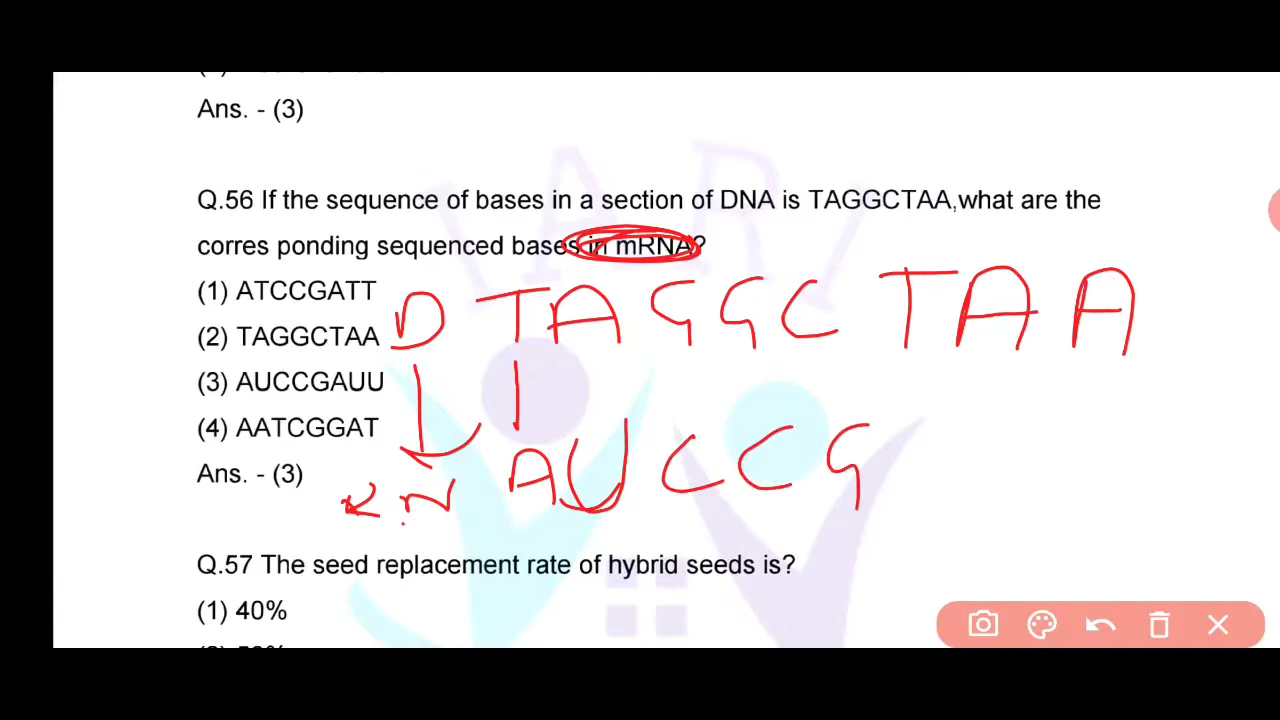 Ans. - (3)
IARI
Q.56 If the sequence of bases in a section of DNA is TAGGCTAA,what are the
corres ponding sequenced bases in mRNA?
(1) ATCCGATT
(2) TAGGCTAA
(3) AUCCGAUU
(4) AATCGGAT
Ans. - (3)
D TAGGCTAA
RN AUCCG
Q.57 The seed replacement rate of hybrid seeds is?
(1) 40%